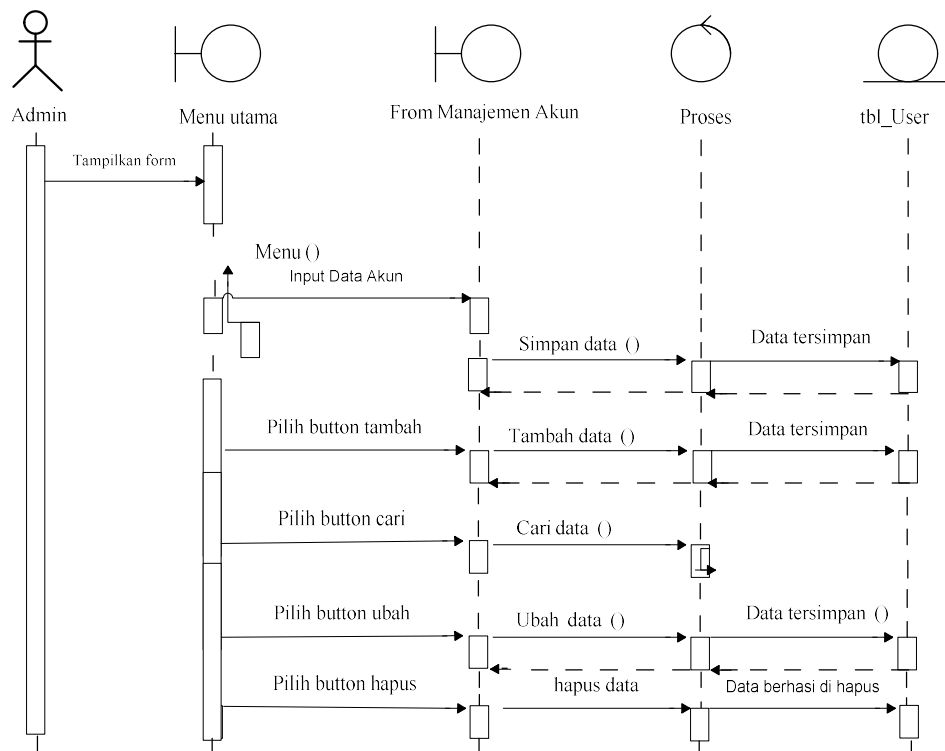 Admin
Menu utama
From Manajemen Akun
Proses
tbl_User
Tampilkan form
Menu ()
Input Data Akun
Simpan data ()
Data tersimpan
Pilih button tambah
Tambah data ()
Data tersimpan
Pilih button cari
Cari data ()
Pilih button ubah
Ubah data ()
Data tersimpan ()
Pilih button hapus
hapus data
Data berhasi di hapus